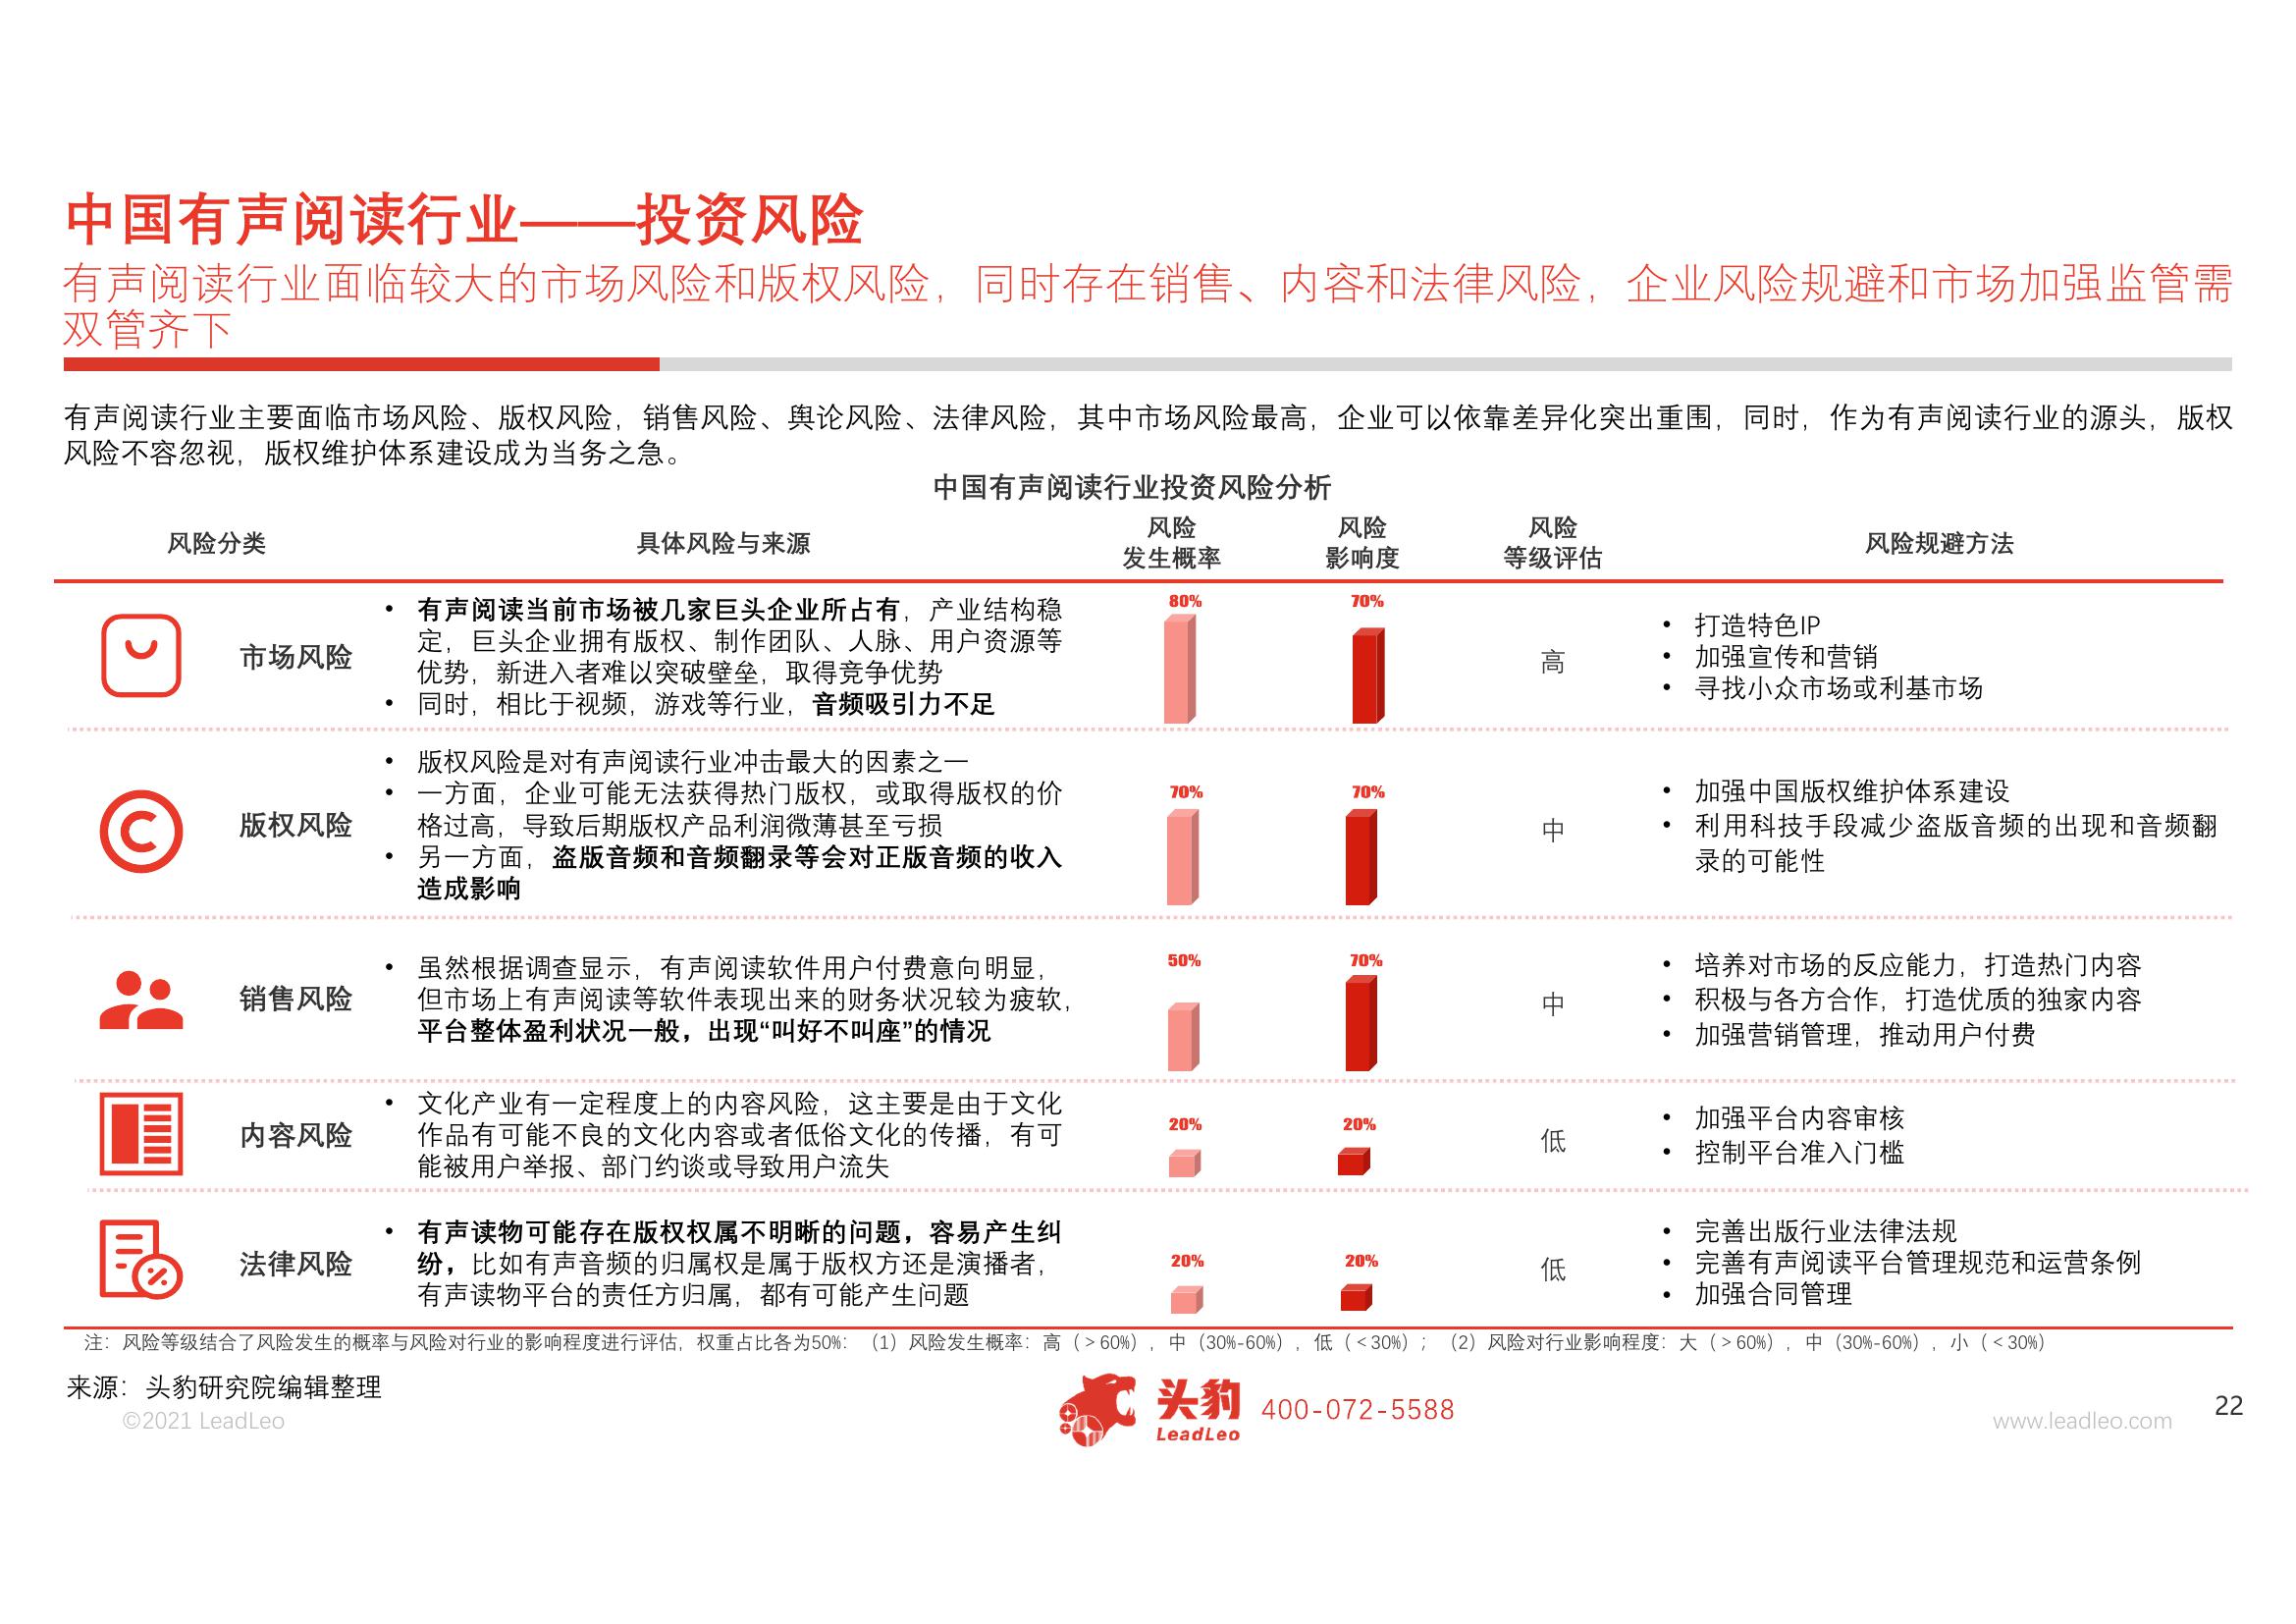 中国有声阅读行业——投资风险
有声阅读行业面临较大的市场风险和版权风险，同时存在销售、内容和法律风险，企业风险规避和市场加强监管需
双管齐下
有声阅读行业主要面临市场风险、版权风险，销售风险、舆论风险、法律风险，其中市场风险最高，企业可以依靠差异化突出重围，同时，作为有声阅读行业的源头，版权
风险不容忽视，版权维护体系建设成为当务之急。
中国有声阅读行业投资风险分析
风险分类
具体风险与来源
风险
发生概率
风险
影响度
风险
等级评估
风险规避方法
市场风险
• 有声阅读当前市场被几家巨头企业所占有，产业结构稳
定，巨头企业拥有版权、制作团队、人脉、用户资源等
优势，新进入者难以突破壁垒，取得竞争优势
• 同时，相比于视频，游戏等行业，音频吸引力不足
80%
70%
高
• 打造特色IP
• 加强宣传和营销
• 寻找小众市场或利基市场
版权风险
• 版权风险是对有声阅读行业冲击最大的因素之一
• 一方面，企业可能无法获得热门版权，或取得版权的价
格过高，导致后期版权产品利润微薄甚至亏损
• 另一方面，盗版音频和音频翻录等会对正版音频的收入
造成影响
70%
70%
中
• 加强中国版权维护体系建设
• 利用科技手段减少盗版音频的出现和音频翻
录的可能性
销售风险
• 虽然根据调查显示，有声阅读软件用户付费意向明显，
但市场上有声阅读等软件表现出来的财务状况较为疲软，
平台整体盈利状况一般，出现“叫好不叫座”的情况
50%
70%
中
• 培养对市场的反应能力，打造热门内容
• 积极与各方合作，打造优质的独家内容
• 加强营销管理，推动用户付费
内容风险
• 文化产业有一定程度上的内容风险，这主要是由于文化
作品有可能不良的文化内容或者低俗文化的传播，有可
能被用户举报、部门约谈或导致用户流失
20%
20%
低
• 加强平台内容审核
• 控制平台准入门槛
法律风险
• 有声读物可能存在版权权属不明晰的问题，容易产生纠
纷，比如有声音频的归属权是属于版权方还是演播者，
有声读物平台的责任方归属，都有可能产生问题
20%
20%
低
• 完善出版行业法律法规
• 完善有声阅读平台管理规范和运营条例
• 加强合同管理
注：风险等级结合了风险发生的概率与风险对行业的影响程度进行评估，权重占比各为50%：（1）风险发生概率：高（＞60%），中（30%-60%），低（＜30%）；（2）风险对行业影响程度：大（＞60%），中（30%-60%），小（＜30%）
来源：头豹研究院编辑整理
©2021 LeadLeo
头豹
LeadLeo
400-072-5588
www.leadleo.com
22